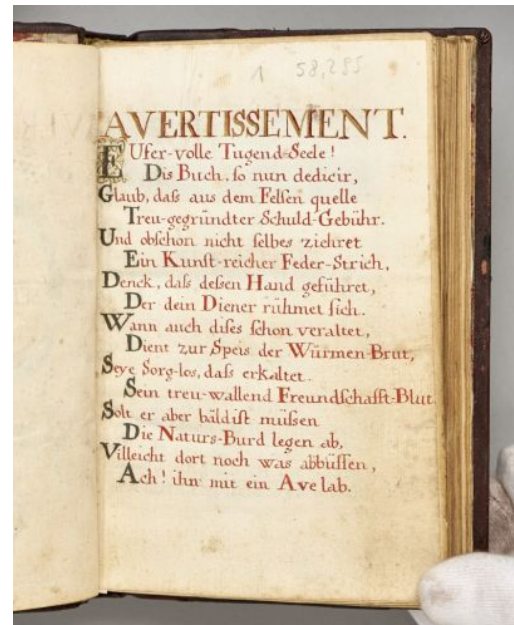 1 58,255
AVERTISSEMENT.
EUfer-volle Tugend-Seele!
Dis Buch, ſo nun dedicir,
Glaub, daſs aus dem Felſen quelle
Treu-gegründter Schuld-Gebühr.
Und obſchon nicht ſelbes ziehret
Ein Kunſt-reicher Feder-Strich,
Denck, daſs deſsen Hand geführet,
Der dein Diener rühmet ſich.
Wann auch diſes ſchon veraltet,
Dient zur Speis der Würmen-Brut,
Seye Sorg-los, daſs erkaltet
Sein treu-wallend Freundſchafft-Blut
Solt er aber bäldiſt müſsen
Die Naturs-Burd legen ab,
Villeicht dort noch was abbüſſen,
Ach! ihn mit ein Ave lab.